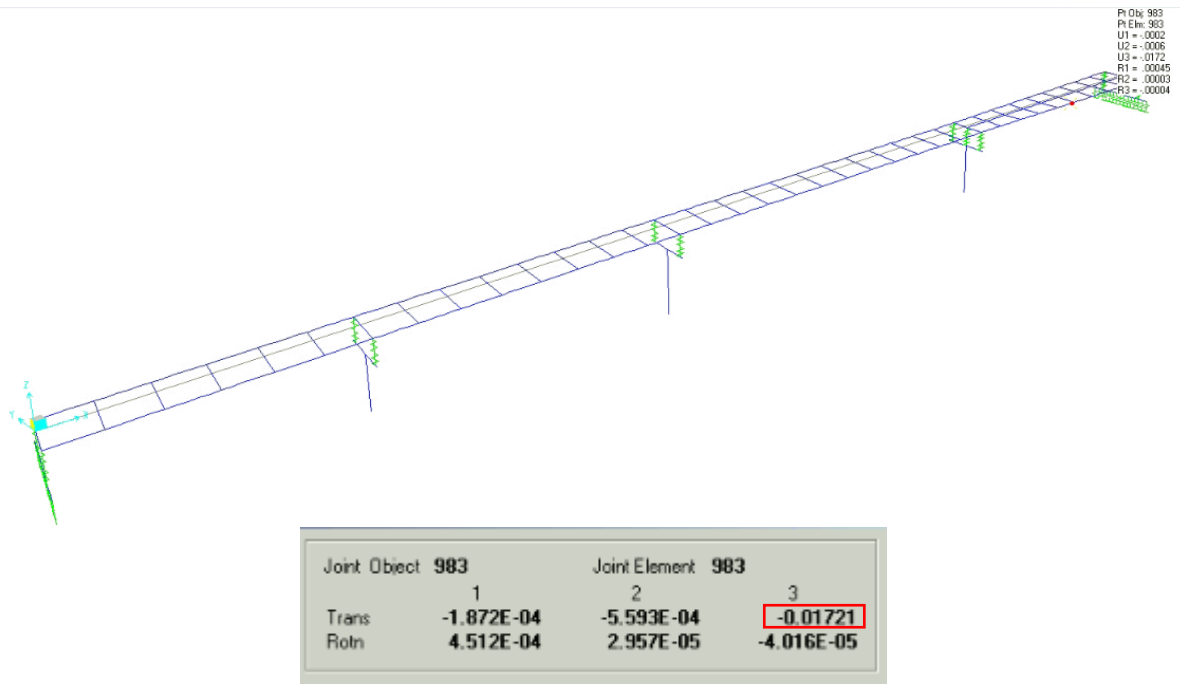 Pt Obj: 983
Pt Elm: 983
U1 = -.0002
U2 = -.0006
U3 = -.0172
R1 = .00045
R2 = .00003
R3 = -.00004
Z
Y
X
Joint Object 983 Joint Element 983
1 2 3
Trans -1.872E-04 -5.593E-04 -0.01721
Rotn 4.512E-04 2.957E-05 -4.016E-05